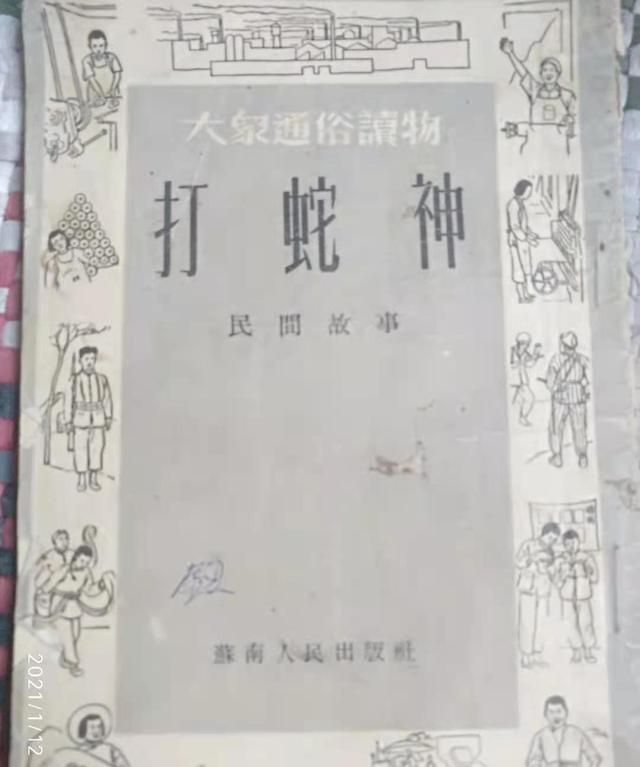 大眾通俗讀物
打蛇神
民間故事
蘇南人民出版社
2021/1/12